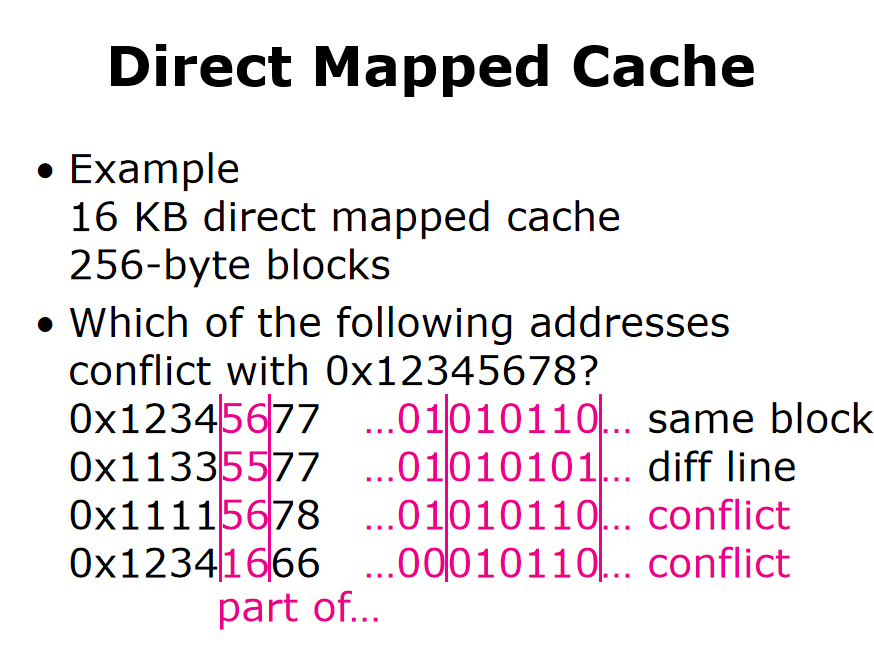 Direct Mapped Cache
• Example
16 KB direct mapped cache
256-byte blocks
• Which of the following addresses
conflict with 0x12345678?
0x12345677 …01010110… same block
0x11335577 …01010101… diff line
0x11115678 …01010110… conflict
0x12341666 …00010110… conflict
part of…